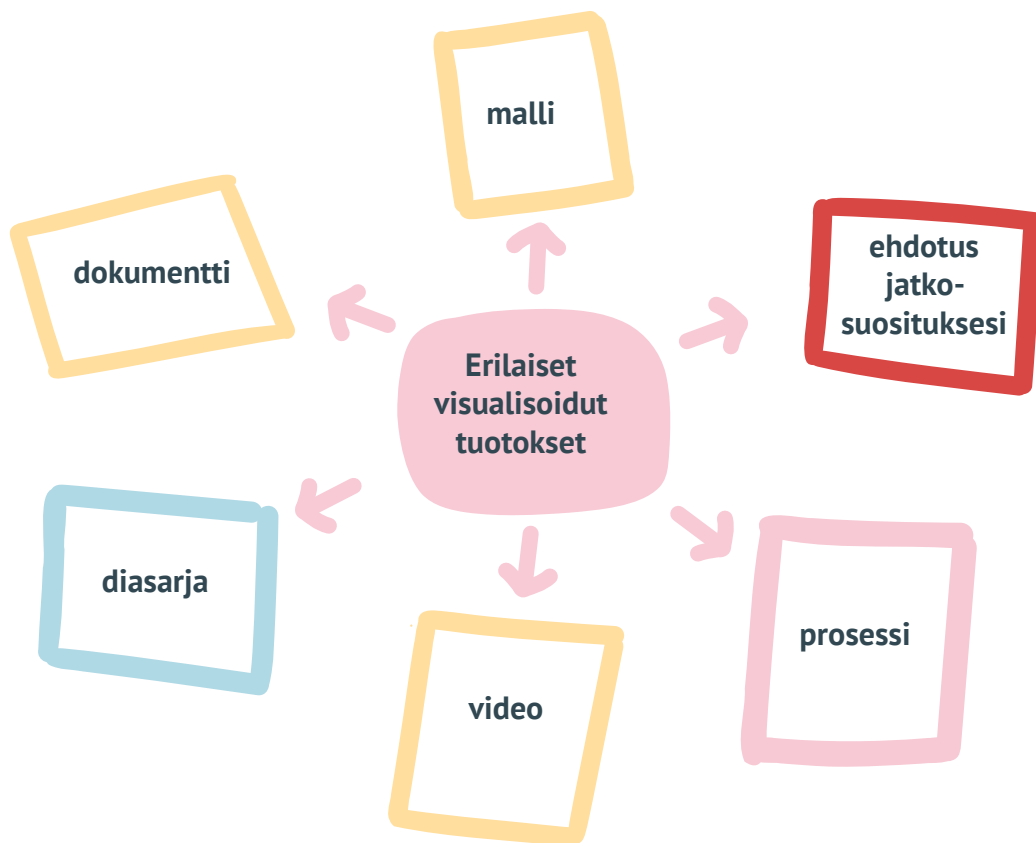 malli
ehdotus
jatko-
suosituksesi
dokumentti
Erilaiset
visualisoidut
tuotokset
diasarja
prosessi
video